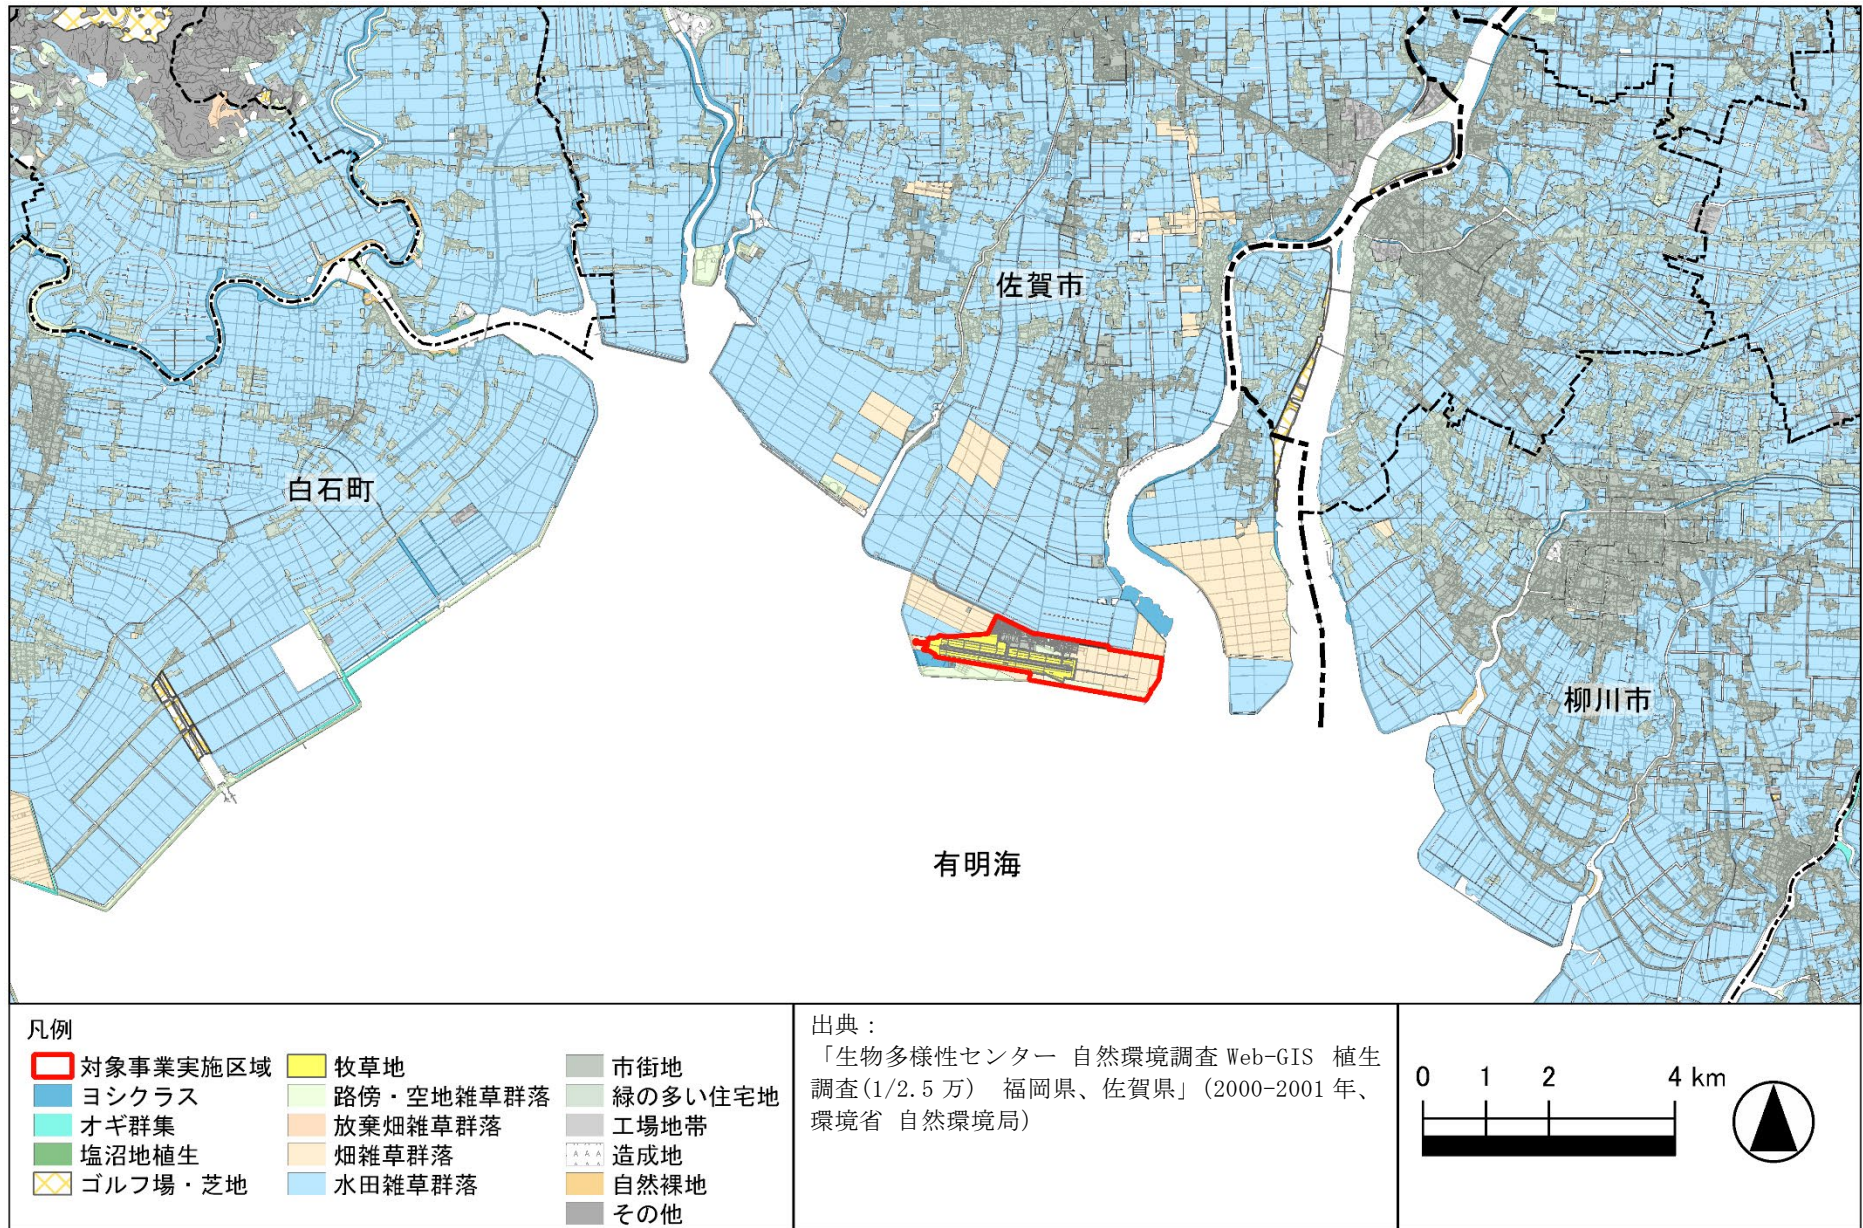 佐賀市
白石町
柳川市
有明海
凡例
対象事業実施区域
ヨシクラス
オギ群集
塩沼地植生
ゴルフ場・芝地
牧草地
路傍・空地雑草群落
放棄畑雑草群落
畑雑草群落
水田雑草群落
市街地
緑の多い住宅地
工場地帯
造成地
自然裸地
その他
出典：
「生物多様性センター 自然環境調査 Web-GIS 植生
調査(1/2.5 万) 福岡県、佐賀県」(2000-2001 年、
環境省 自然環境局)
0 1 2 4 km